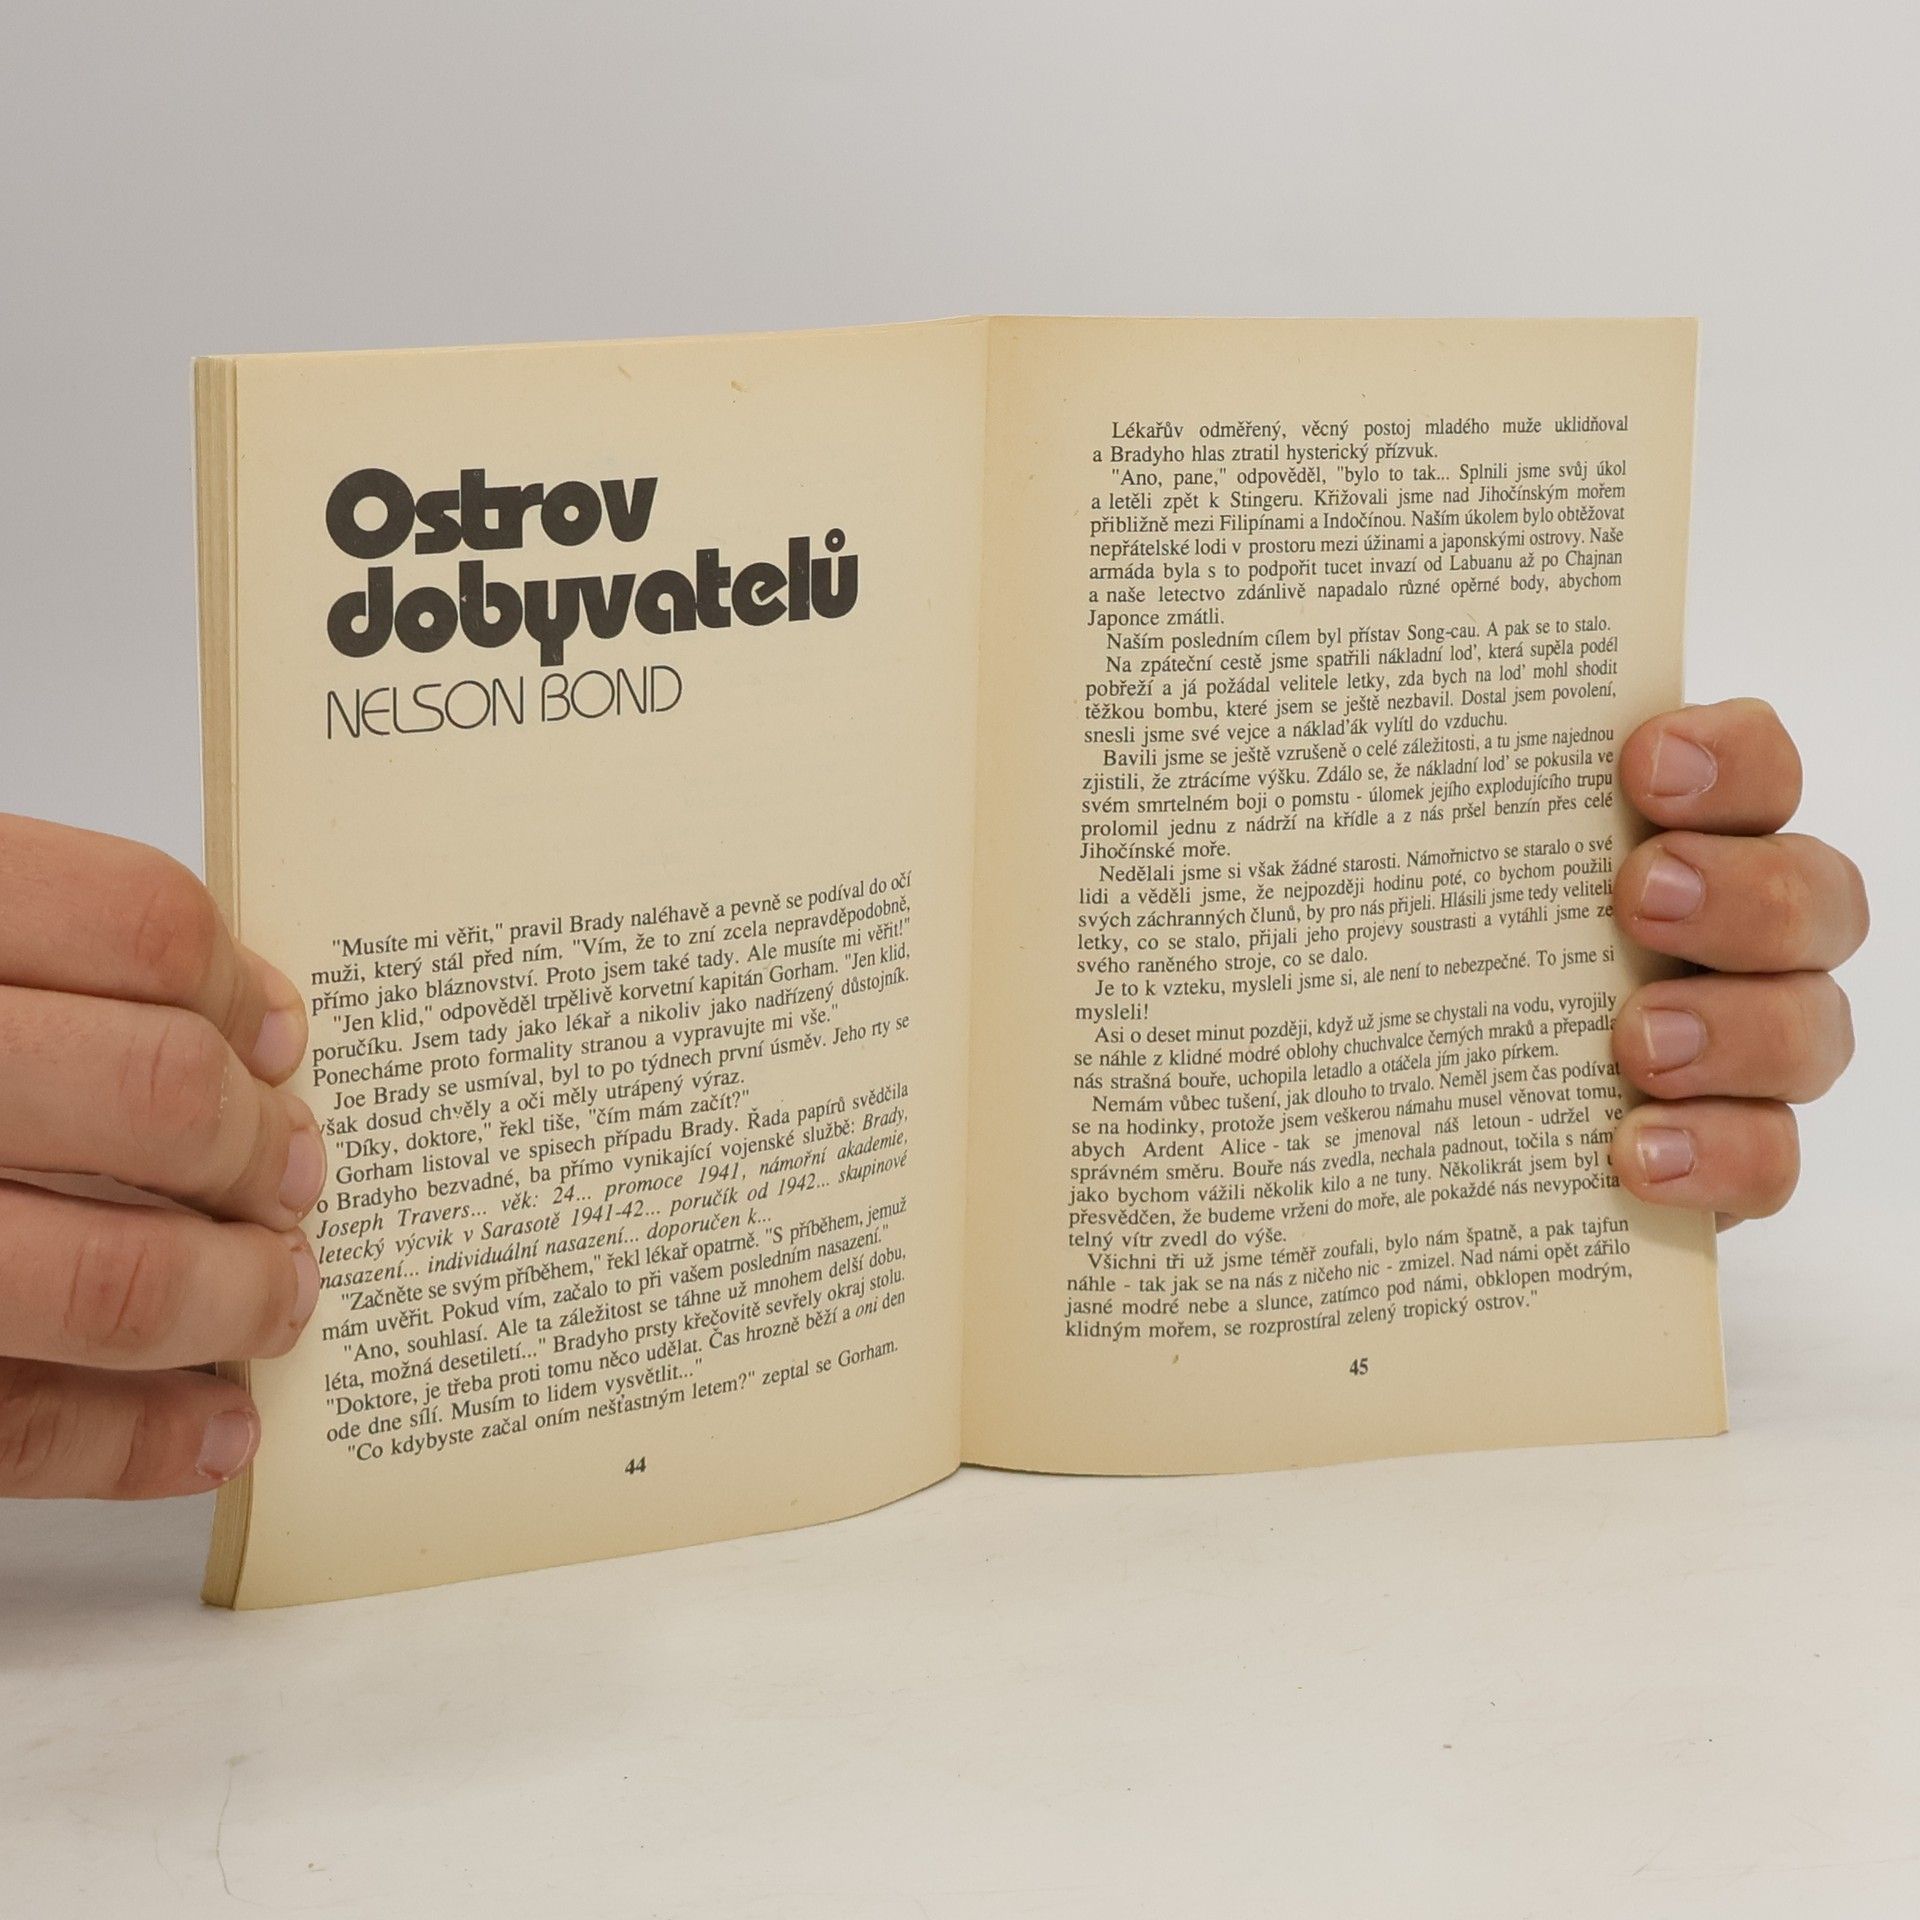 Ostrov
dobyvatelů
NELSON BOND
"Musíte mi věřit," pravil Brady naléhavě a pevně se podíval do očí
muži, který stál před ním. "Vím, že to zní zcela nepravděpodobně,
přímo jako bláznovství. Proto jsem také tady. Ale musíte mi věřit!"
"Jen klid," odpověděl trpělivě korvetní kapitán Gorham. "Jen klid,
poručíku. Jsem tady jako lékař a nikoliv jako nadřízený důstojník.
Ponecháme proto formality stranou a vypravujte mi vše."
Joe Brady se usmíval, byl to po týdnech první úsměv. Jeho rty se
však dosud chvěly a oči měly utrápený výraz.
"Díky, doktore," řekl tiše, "čím mám začít?"
Gorham listoval ve spisech případu Brady. Řada papírů svědčila
o Bradyho bezvadné, ba přímo vynikající vojenské službě: Brady,
Joseph Travers... věk: 24... promoce 1941, námořní akademie,
letecký výcvik v Sarasotě 1941-42... poručík od 1942... skupinové
nasazení... individuální nasazení... doporučen k...
"Začněte se svým příběhem," řekl lékař opatrně. "S příběhem, jemuž
mám uvěřit. Pokud vím, začalo to při vašem posledním nasazení."
"Ano, souhlasí. Ale ta záležitost se táhne už mnohem delší dobu,
léta, možná desetiletí..." Bradyho prsty křečovitě sevřely okraj stolu.
"Doktore, je třeba proti tomu něco udělat. Čas hrozně běží a oni den
ode dne sílí. Musím to lidem vysvětlit..."
"Co kdybyste začal oním nešťastným letem?" zeptal se Gorham.
44
Lékařův odměřený, věcný postoj mladého muže uklidňoval
a Bradyho hlas ztratil hysterický přízvuk.
"Ano, pane," odpověděl, "bylo to tak... Splnili jsme svůj úkol
a letěli zpět k Stingeru. Křižovali jsme nad Jihočínským mořem
přibližně mezi Filipínami a Indočínou. Naším úkolem bylo obtěžovat
nepřátelské lodi v prostoru mezi úžinami a japonskými ostrovy. Naše
armáda byla s to podpořit tucet invazí od Labuanu až po Chajnan
a naše letectvo zdánlivě napadalo různé opěrné body, abychom
Japonce zmátli.
Naším posledním cílem byl přístav Song-cau. A pak se to stalo.
Na zpáteční cestě jsme spatřili nákladní loď, která supěla podél
pobřeží a já požádal velitele letky, zda bych na loď mohl shodit
těžkou bombu, které jsem se ještě nezbavil. Dostal jsem povolení,
snesli jsme své vejce a náklaďák vylítl do vzduchu.
Bavili jsme se ještě vzrušeně o celé záležitosti, a tu jsme najednou
zjistili, že ztrácíme výšku. Zdálo se, že nákladní loď se pokusila ve
svém smrtelném boji o pomstu - úlomek jejího explodujícího trupu
prolomil jednu z nádrží na křídle a z nás pršel benzín přes celé
Jihočínské moře.
Nedělali jsme si však žádné starosti. Námořnictvo se staralo o své
lidi a věděli jsme, že nejpozději hodinu poté, co bychom použili
svých záchranných člunů, by pro nás přijeli. Hlásili jsme tedy veliteli
letky, co se stalo, přijali jeho projevy soustrasti a vytáhli jsme ze
svého raněného stroje, co se dalo.
Je to k vzteku, mysleli jsme si, ale není to nebezpečné. To jsme si
mysleli!
Asi o deset minut později, když už jsme se chystali na vodu, vyrojily
se náhle z klidné modré oblohy chuchvalce černých mraků a přepadla
nás strašná bouře, uchopila letadlo a otáčela jím jako pírkem.
Nemám vůbec tušení, jak dlouho to trvalo. Neměl jsem čas podívat
se na hodinky, protože jsem veškerou námahu musel věnovat tomu,
abych Ardent Alice - tak se jmenoval náš letoun - udržel ve
správném směru. Bouře nás zvedla, nechala padnout, točila s námi
jako bychom vážili několik kilo a ne tuny. Několikrát jsem byl
přesvědčen, že budeme vrženi do moře, ale pokaždé nás nevypočita
telný vítr zvedl do výše.
Všichni tři už jsme téměř zoufali, bylo nám špatně, a pak tajfun
náhle - tak jak se na nás z ničeho nic - zmizel. Nad námi opět zářilo
jasné modré nebe a slunce, zatímco pod námi, obklopen modrým,
klidným mořem, se rozprostíral zelený tropický ostrov."
45